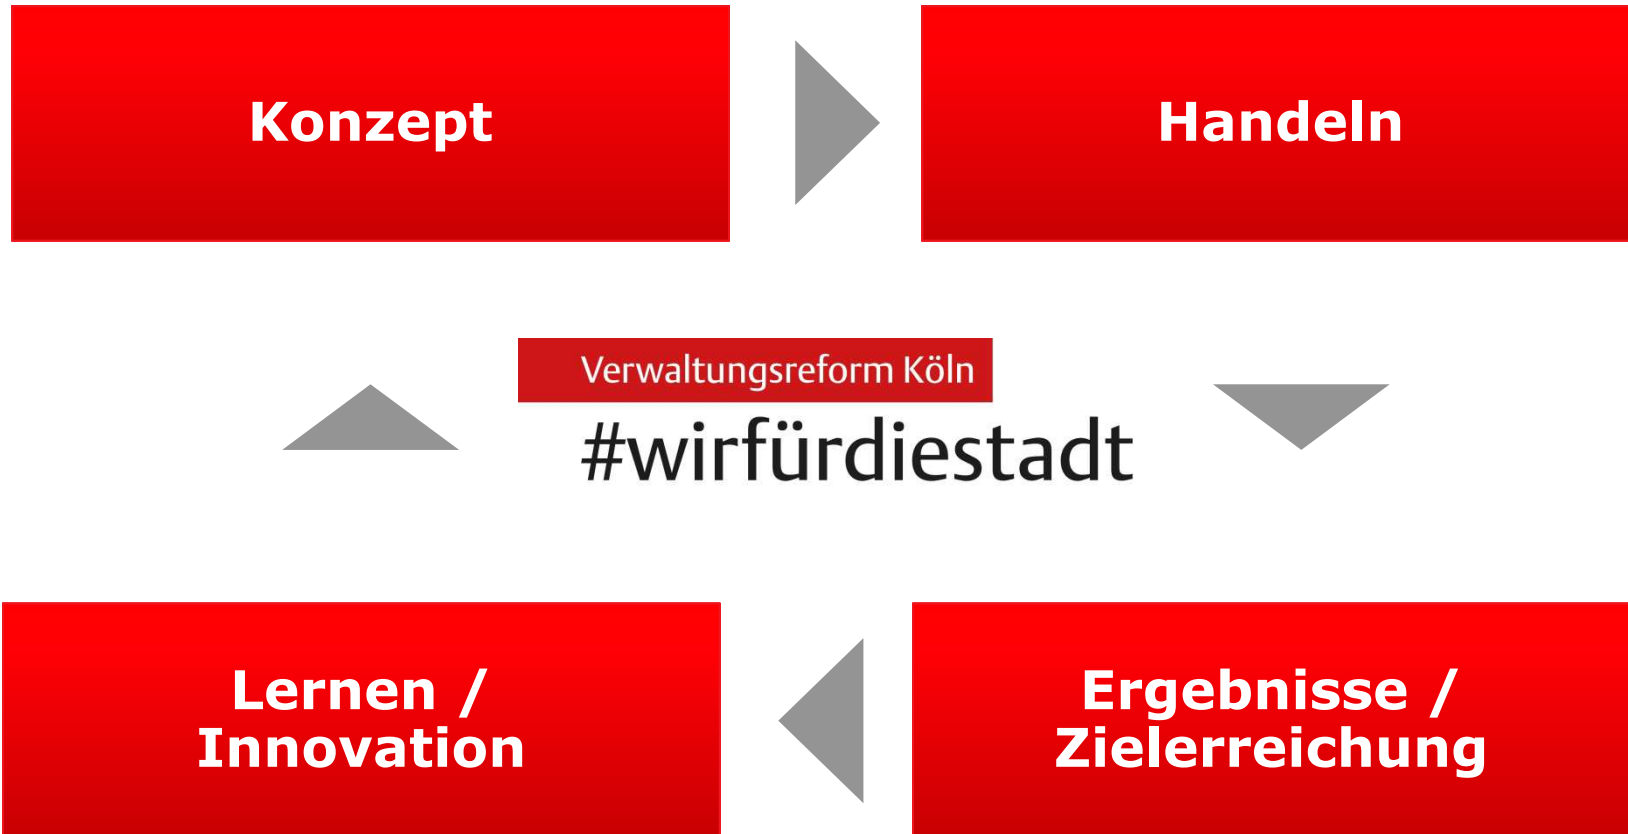 Konzept
Handeln
Verwaltungsreform Köln
#wirfürdiestadt
Lernen /
Innovation
Ergebnisse /
Zielerreichung